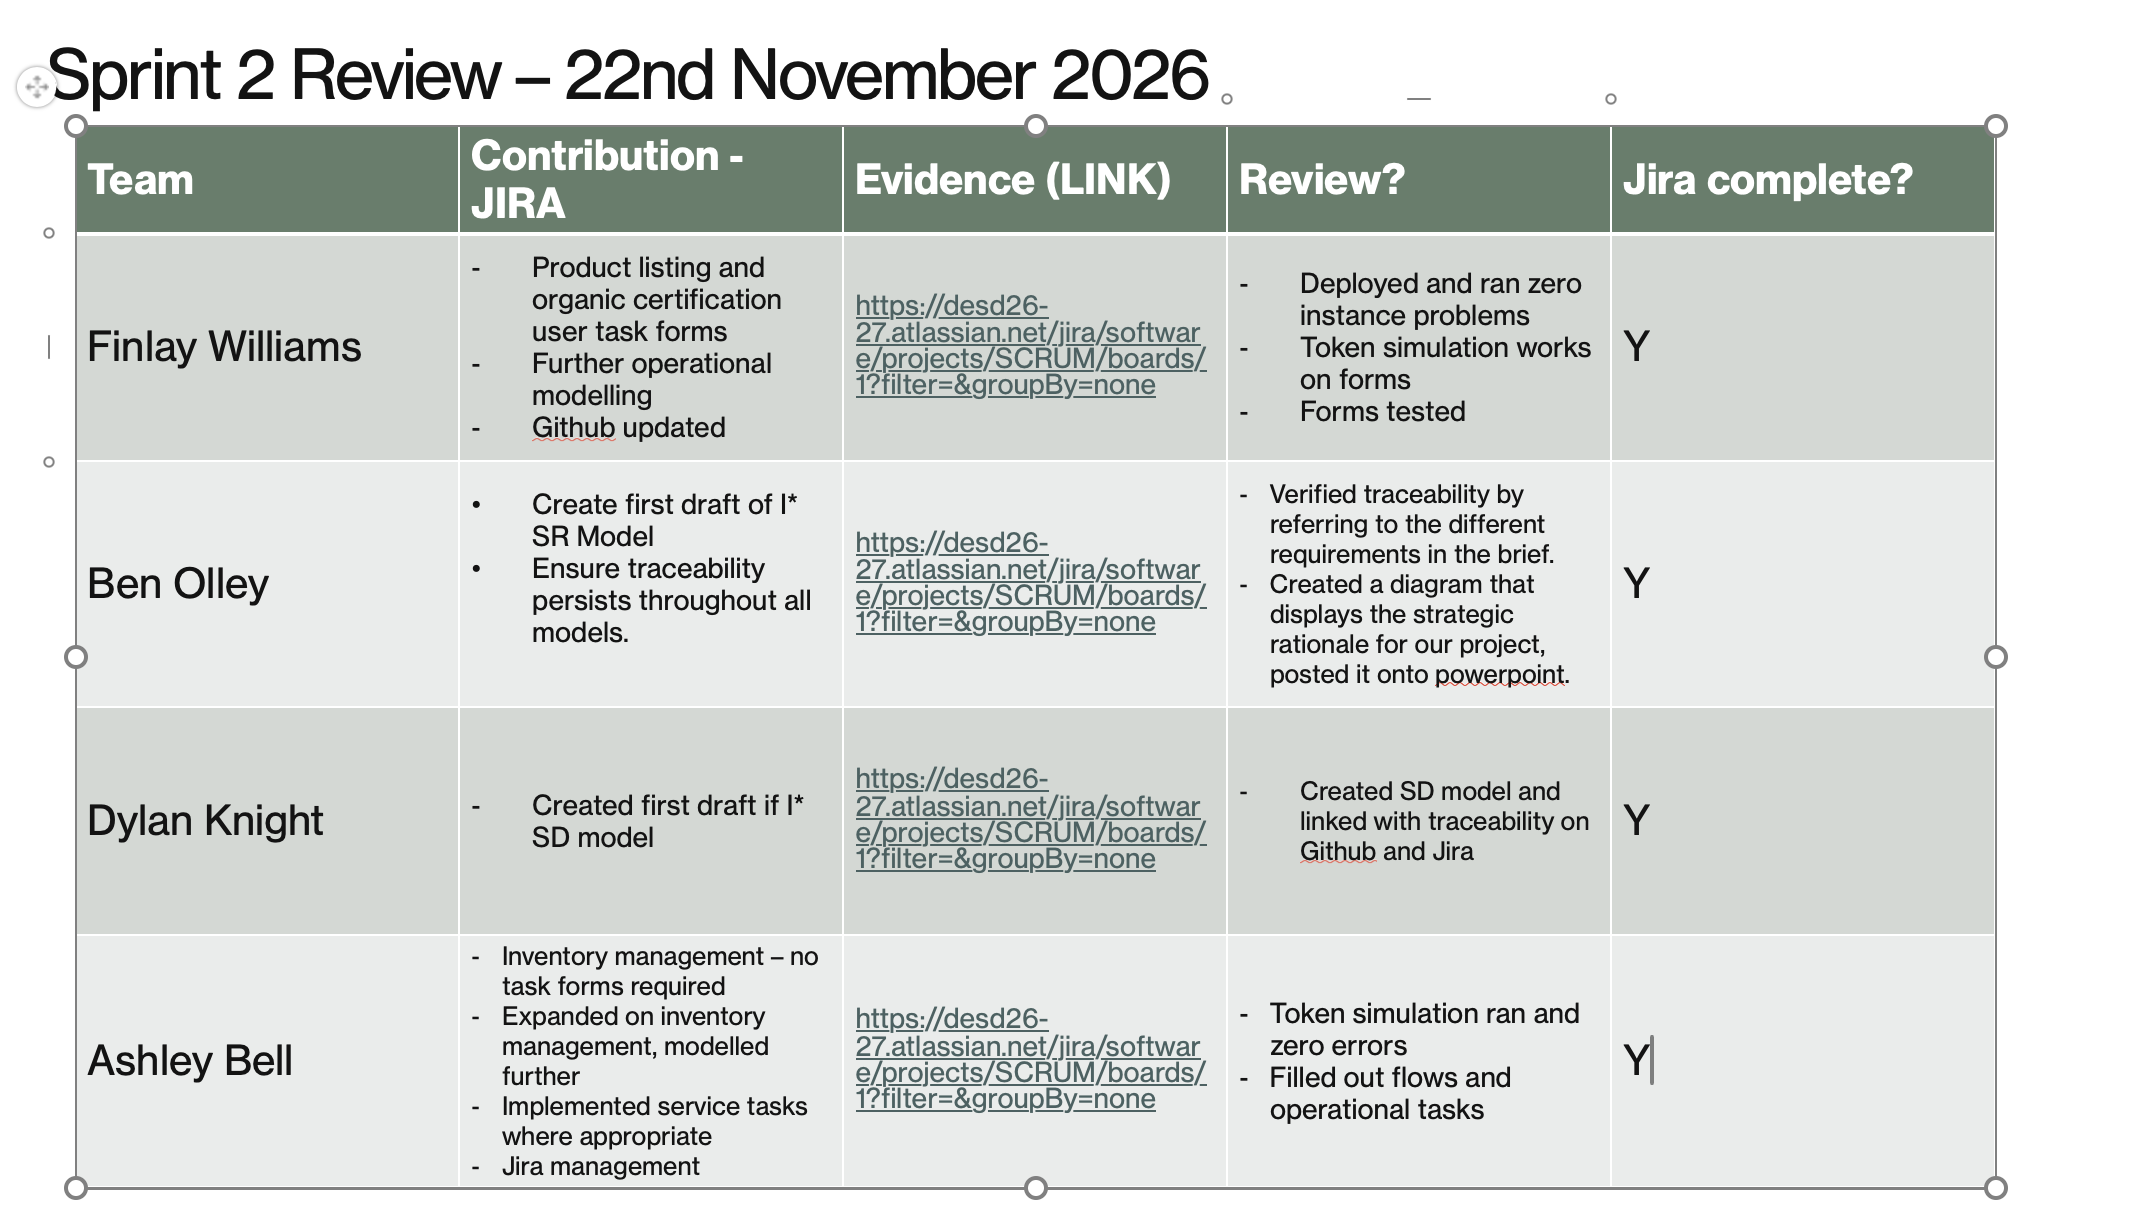 Sprint 2 Review – 22nd November 2026
Team
Contribution -
JIRA
Evidence (LINK)
Review?
Jira complete?
Finlay Williams
- Product listing and
organic certification
user task forms
- Further operational
modelling
- Github updated
https://desd26-
27.atlassian.net/jira/softwar
e/projects/SCRUM/boards/
1?filter=&groupBy=none
- Deployed and ran zero
instance problems
- Token simulation works
on forms
- Forms tested
Y
Ben Olley
• Create first draft of I*
SR Model
• Ensure traceability
persists throughout all
models.
https://desd26-
27.atlassian.net/jira/softwar
e/projects/SCRUM/boards/
1?filter=&groupBy=none
- Verified traceability by
referring to the different
requirements in the brief.
- Created a diagram that
displays the strategic
rationale for our project,
posted it onto powerpoint.
Y
Dylan Knight
- Created first draft if I*
SD model
https://desd26-
27.atlassian.net/jira/softwar
e/projects/SCRUM/boards/
1?filter=&groupBy=none
- Created SD model and
linked with traceability on
Github and Jira
Y
Ashley Bell
- Inventory management – no
task forms required
- Expanded on inventory
management, modelled
further
- Implemented service tasks
where appropriate
- Jira management
https://desd26-
27.atlassian.net/jira/softwar
e/projects/SCRUM/boards/
1?filter=&groupBy=none
- Token simulation ran and
zero errors
- Filled out flows and
operational tasks
Y